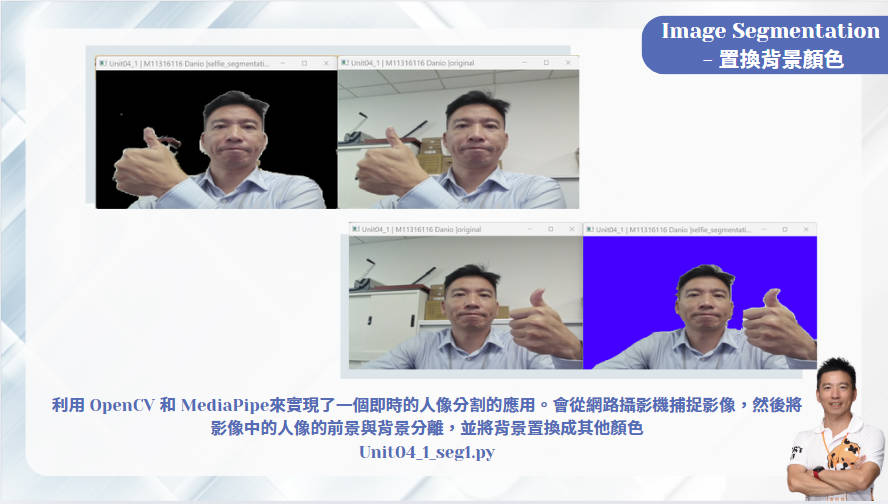 Image Segmentation
- 置換背景顏色
Unit04_1 | M11316116 Danio |selfie_segmentati...
Unit04_1 | M11316116 Danio |original
Unit04_1 | M11316116 Danio |original
Unit04_1 | M11316116 Danio |selfie_segmentati...
利用 OpenCV 和 MediaPipe來實現了一個即時的人像分割的應用。會從網路攝影機捕捉影像，然後將
影像中的人像的前景與背景分離，並將背景置換成其他顏色
Unit04_1_seg1.py